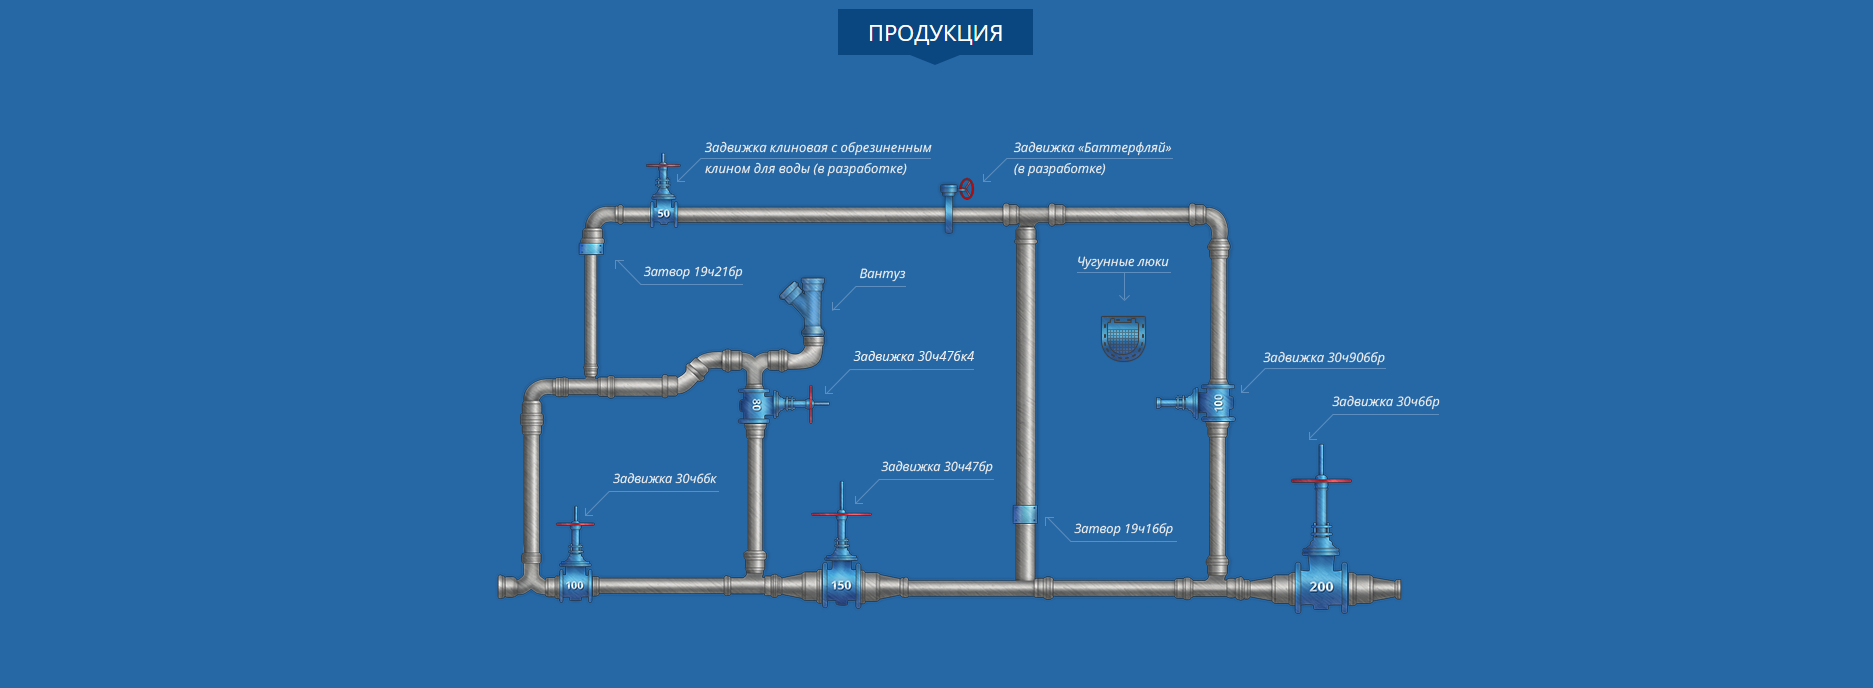 ПРОДУКЦИЯ
Задвижка клиновая с обрезиненным
клином для воды (в разработке)
Задвижка «Баттерфляй»
(в разработке)
50
Затвор 19ч21бр
Вантуз
Чугунные люки
Задвижка 30ч47бк4
Задвижка 30ч906бр
80
100
Задвижка 30ч6бр
Задвижка 30ч6бк
Задвижка 30ч47бр
Затвор 19ч16бр
100
150
200